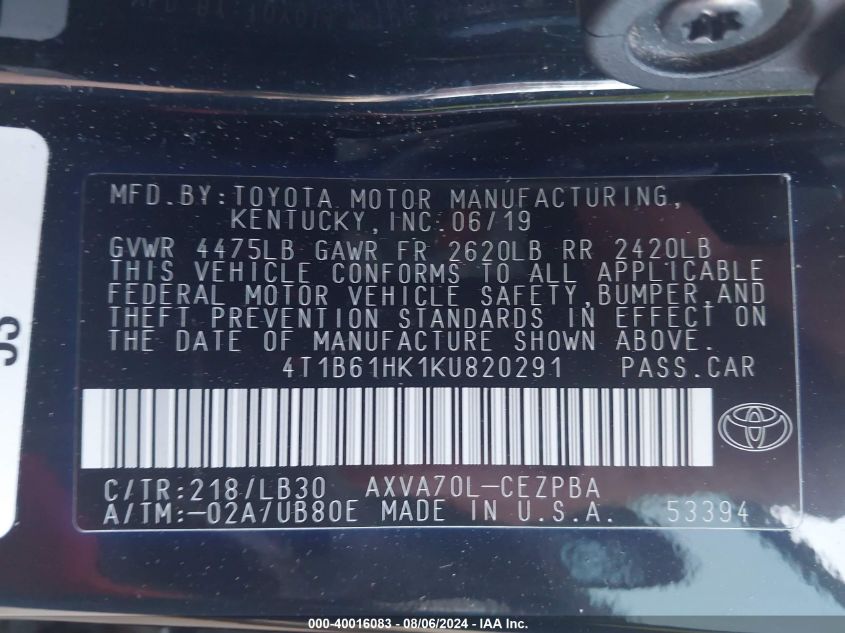 MFD.BY:TOYOTA MOTOR MANUFACTURING,
KENTUCKY,INC.06/19
GVWR 4475LB GAWR FR 2620LB RR 2420LB
THIS VEHICLE CONFORMS TO ALL APPLICABLE
FEDERAL MOTOR VEHICLE SAFETY,BUMPER,AND
THEFT PREVENTION STANDARDS IN EFFECT ON
THE DATE OF MANUFACTURE SHOWN ABOVE.
4T1B61HK1KU820291 PASS.CAR
C/TR:218/LB30 AXVA70L-CEZPBA
A/TM:-02A/UB80E MADE IN U.S.A. 53394
000-40016083 - 08/06/2024 - IAA Inc.